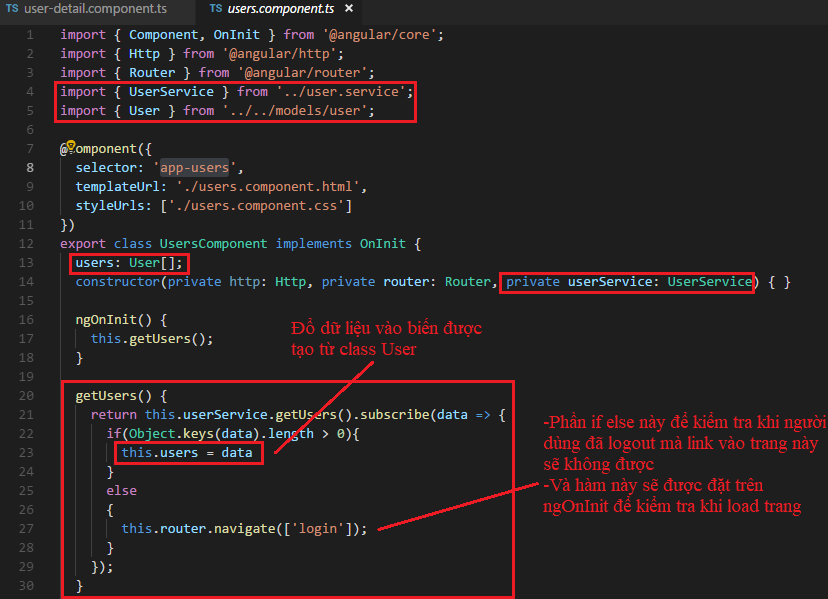 TS user-detail.component.ts
TS users.component.ts ×
1 import { Component, OnInit } from '@angular/core';
2 import { Http } from '@angular/http';
3 import { Router } from '@angular/router';
4 import { UserService } from '../user.service';
5 import { User } from '../../models/user';
6
7 @Component({
8 selector: 'app-users',
9 templateUrl: './users.component.html',
10 styleUrls: ['./users.component.css']
11 })
12 export class UsersComponent implements OnInit {
13 users: User[];
14 constructor(private http: Http, private router: Router, private userService: UserService) { }
15
16 ngOnInit() {
17 this.getUsers();
18 }
19
20 getUsers() {
21 return this.userService.getUsers().subscribe(data => {
22 if(Object.keys(data).length > 0){
23 this.users = data
24 }
25 else
26 {
27 this.router.navigate(['login']);
28 }
29 });
30 }
Đổ dữ liệu vào biến được
tạo từ class User
-Phần if else này để kiểm tra khi người
dùng đã logout mà link vào trang này
sẽ không được
-Và hàm này sẽ được đặt trên
ngOnInit để kiểm tra khi load trang